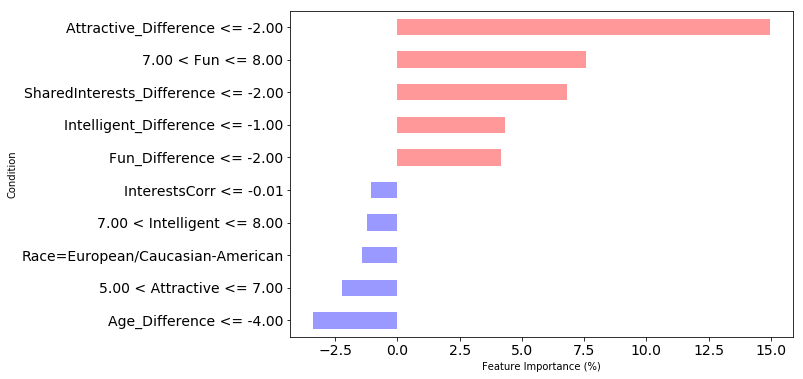 Attractive_Difference <= -2.00
7.00 < Fun <= 8.00
SharedInterests_Difference <= -2.00
Intelligent_Difference <= -1.00
Fun_Difference <= -2.00
InterestsCorr <= -0.01
7.00 < Intelligent <= 8.00
Race=European/Caucasian-American
5.00 < Attractive <= 7.00
Age_Difference <= -4.00
Condition
−2.5 0.0 2.5 5.0 7.5 10.0 12.5 15.0
Feature Importance (%)